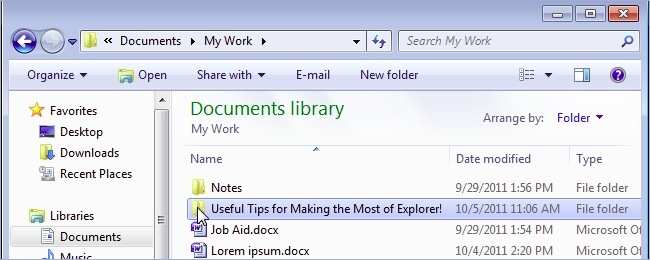 « Documents ▸ My Work ▸
Search My Work
Organize Open Share with E-mail New folder
Favorites
Desktop
Downloads
Recent Places
Libraries
Documents
Music
Documents library
My Work
Arrange by: Folder
Name Date modified Type
Notes 9/29/2011 1:56 PM File folder
Useful Tips for Making the Most of Explorer! 10/5/2011 11:06 AM File folder
Job Aid.docx 9/29/2011 1:54 PM Microsoft Of
Lorem ipsum.docx 10/4/2011 2:20 PM Microsoft Of